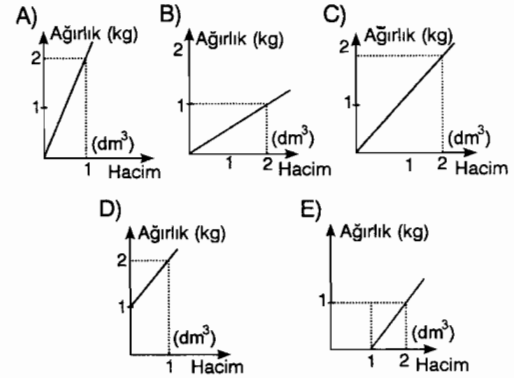 A)
Ağırlık (kg)
2
1
(dm³)
1
Hacim
B)
Ağırlık (kg)
2
1
(dm³)
1 2
Hacim
C)
Ağırlık (kg)
2
1
(dm³)
1 2
Hacim
D)
Ağırlık (kg)
2
1
(dm³)
1
Hacim
E)
Ağırlık (kg)
1
(dm³)
1 2
Hacim